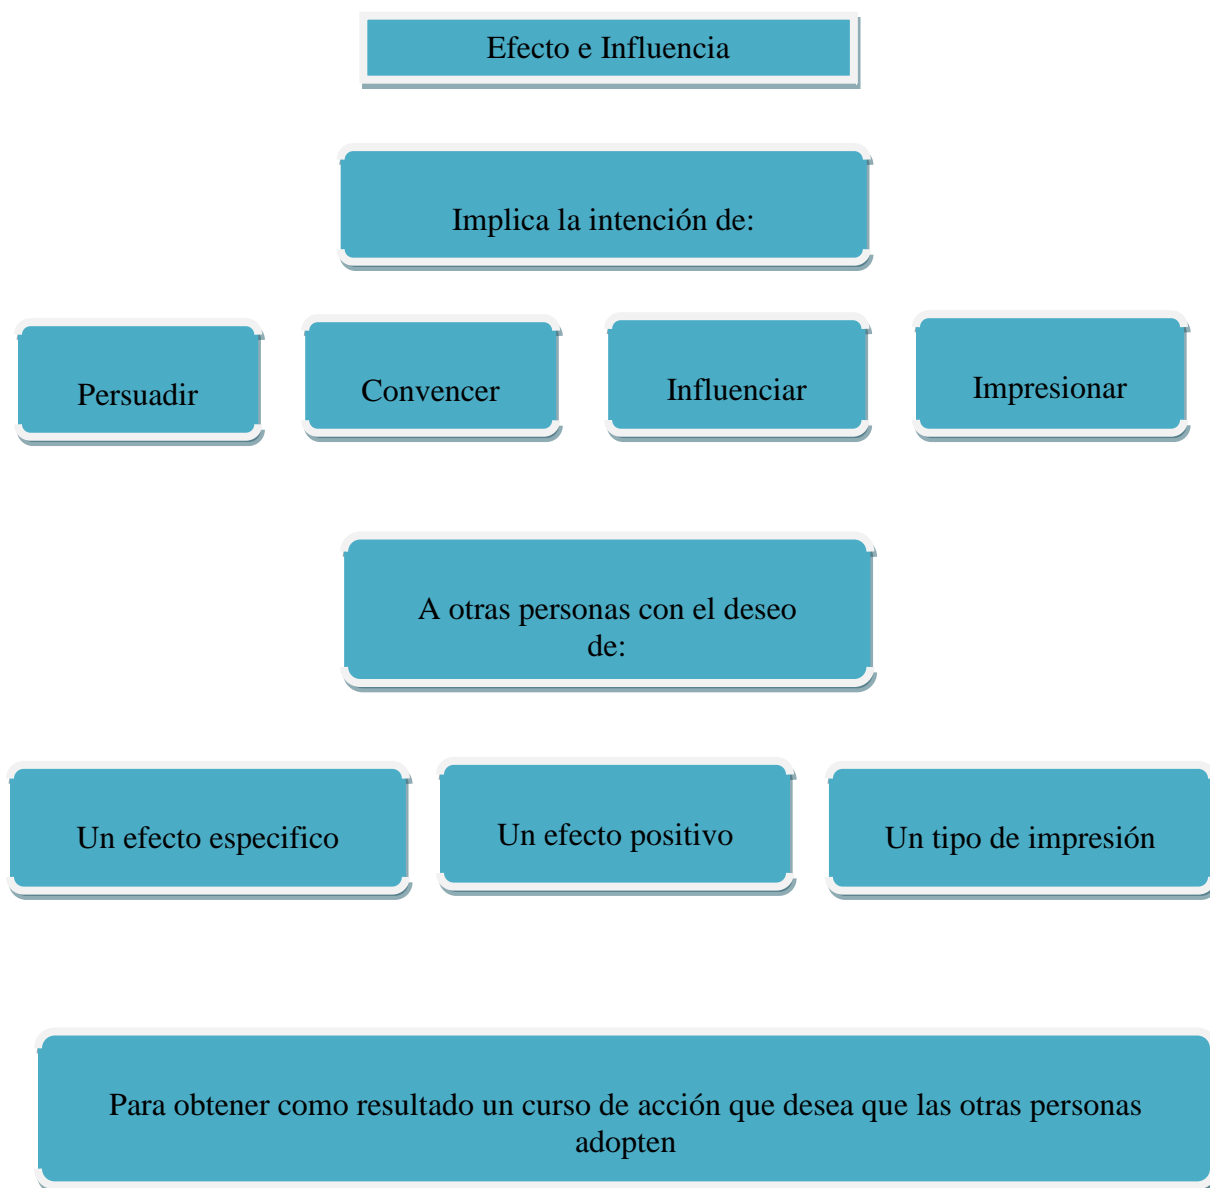 Efecto e Influencia
Implica la intención de:
Persuadir
Convencer
Influenciar
Impresionar
A otras personas con el deseo
de:
Un efecto especifico
Un efecto positivo
Un tipo de impresión
Para obtener como resultado un curso de acción que desea que las otras personas
adopten